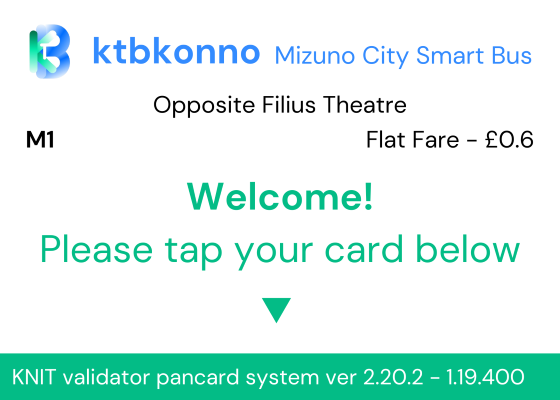 ktbkonno Mizuno City Smart Bus
Opposite Filius Theatre
M1 Flat Fare - £0.6
Welcome!
Please tap your card below
KNIT validator pancard system ver 2.20.2 - 1.19.400